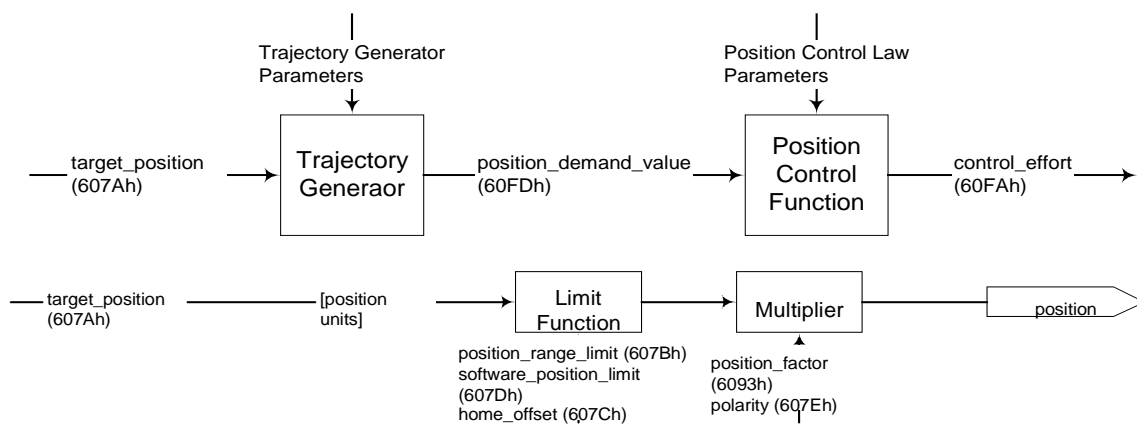 Trajectory Generator
Parameters
Position Control Law
Parameters
target_position
(607Ah)
Trajectory
Generaor
position_demand_value
(60FDh)
Position
Control
Function
control_effort
(60FAh)
target_position
(607Ah)
[position
units]
Limit
Function
Multiplier
position
position_range_limit (607Bh)
software_position_limit
(607Dh)
home_offset (607Ch)
position_factor
(6093h)
polarity (607Eh)